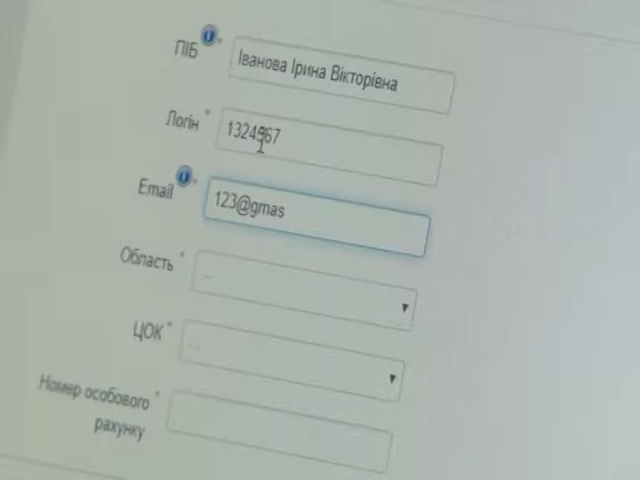 ПІБ * Іванова Ірина Вікторівна
Логін * 1324567
Email * 123@gmas
Область * ...
ЦОК *
Номер особового *
рахунку